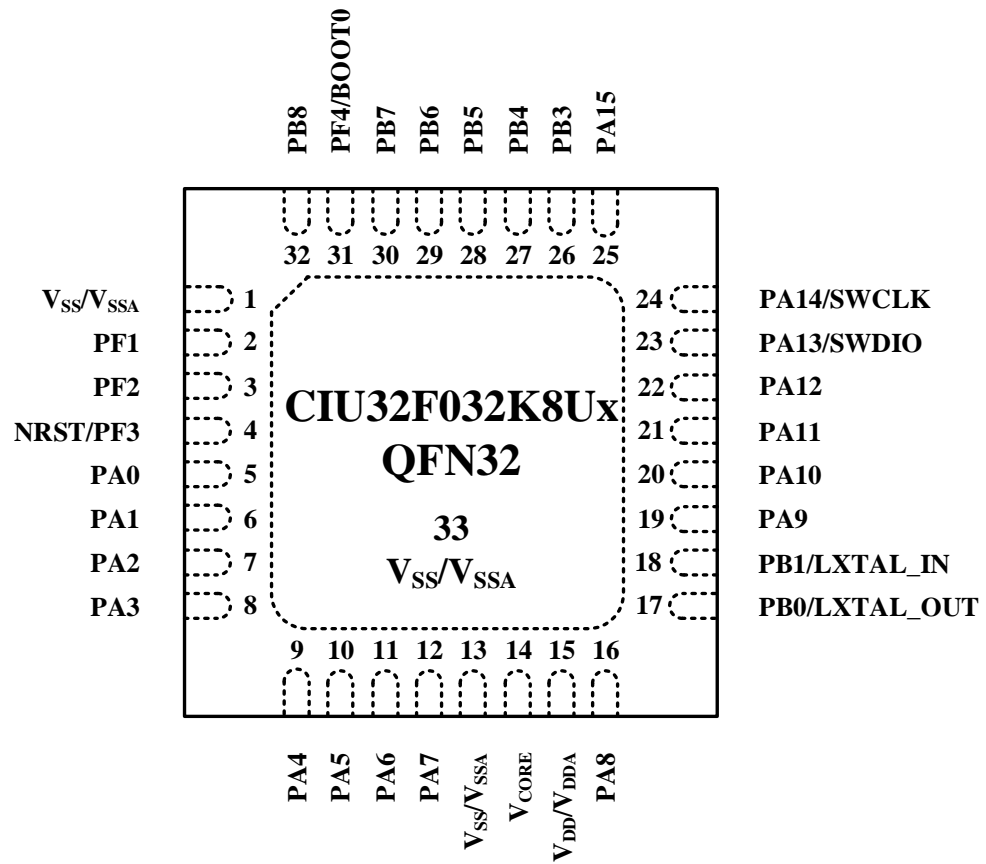 PB8
PF4/BOOT0
PB7
PB6
PB5
PB4
PB3
PA15
32 31 30 29 28 27 26 25
VSS/VSSA 1
PF1 2
PF2 3
NRST/PF3 4
PA0 5
PA1 6
PA2 7
PA3 8
CIU32F032K8Ux
QFN32
33
VSS/VSSA
24 PA14/SWCLK
23 PA13/SWDIO
22 PA12
21 PA11
20 PA10
19 PA9
18 PB1/LXTAL_IN
17 PB0/LXTAL_OUT
9 10 11 12 13 14 15 16
PA4
PA5
PA6
PA7
VSS/VSSA
VCORE
VDD/VDDA
PA8